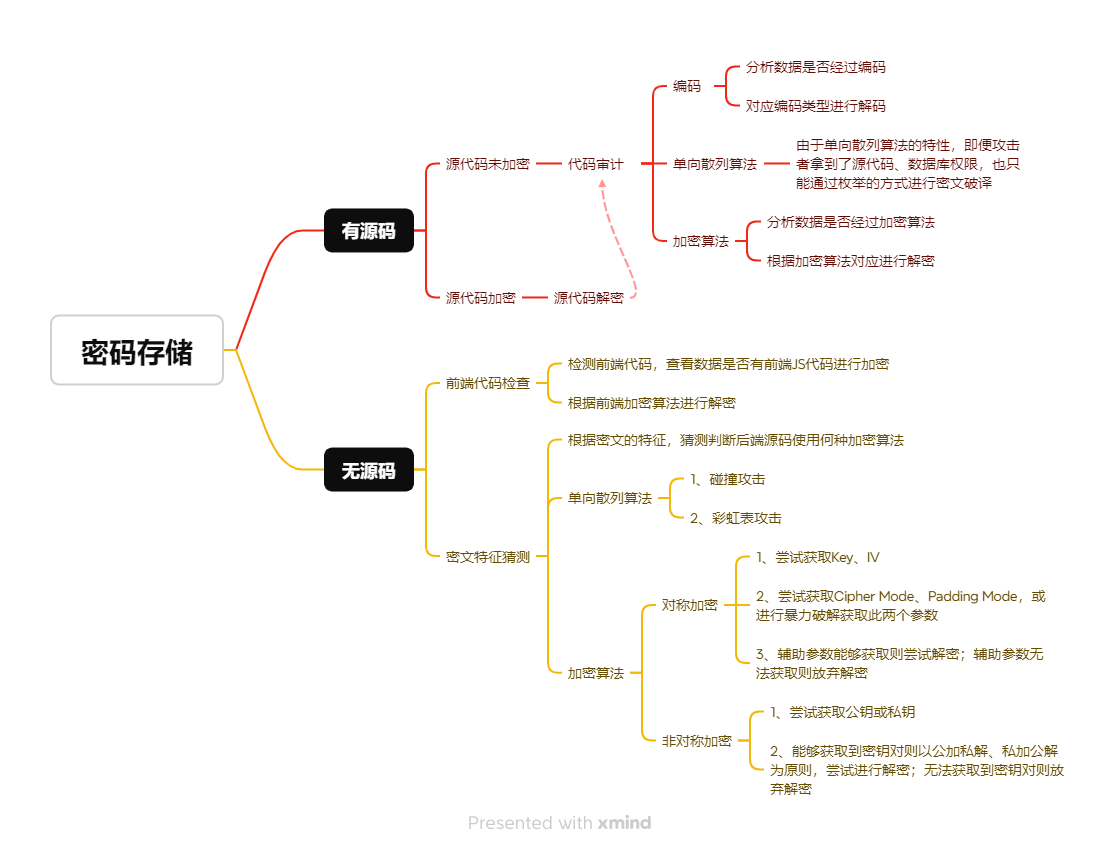 密码存储
有源码
源代码未加密
代码审计
编码
分析数据是否经过编码
对应编码类型进行解码
单向散列算法
由于单向散列算法的特性，即便攻击
者拿到了源代码、数据库权限，也只
能通过枚举的方式进行密文破译
加密算法
分析数据是否经过加密算法
根据加密算法对应进行解密
源代码加密
源代码解密
无源码
前端代码检查
检测前端代码，查看数据是否有前端JS代码进行加密
根据前端加密算法进行解密
密文特征猜测
根据密文的特征，猜测判断后端源码使用何种加密算法
单向散列算法
1、碰撞攻击
2、彩虹表攻击
加密算法
对称加密
1、尝试获取Key、IV
2、尝试获取Cipher Mode、Padding Mode，或
进行暴力破解获取此两个参数
3、辅助参数能够获取则尝试解密；辅助参数无
法获取则放弃解密
非对称加密
1、尝试获取公钥或私钥
2、能够获取到密钥对则以公加私解、私加公解
为原则，尝试进行解密；无法获取到密钥对则放
弃解密
Presented with xmind